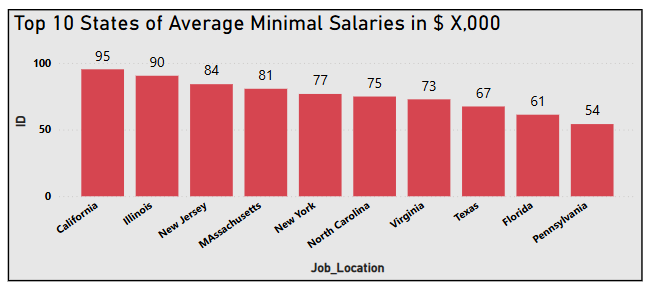 Top 10 States of Average Minimal Salaries in $ X,000
95 90 84 81 77 75 73 67 61 54
100
50
0
ID
California Illinois New Jersey MAssachusetts New York North Carolina Virginia Texas Florida Pennsylvania
Job_Location